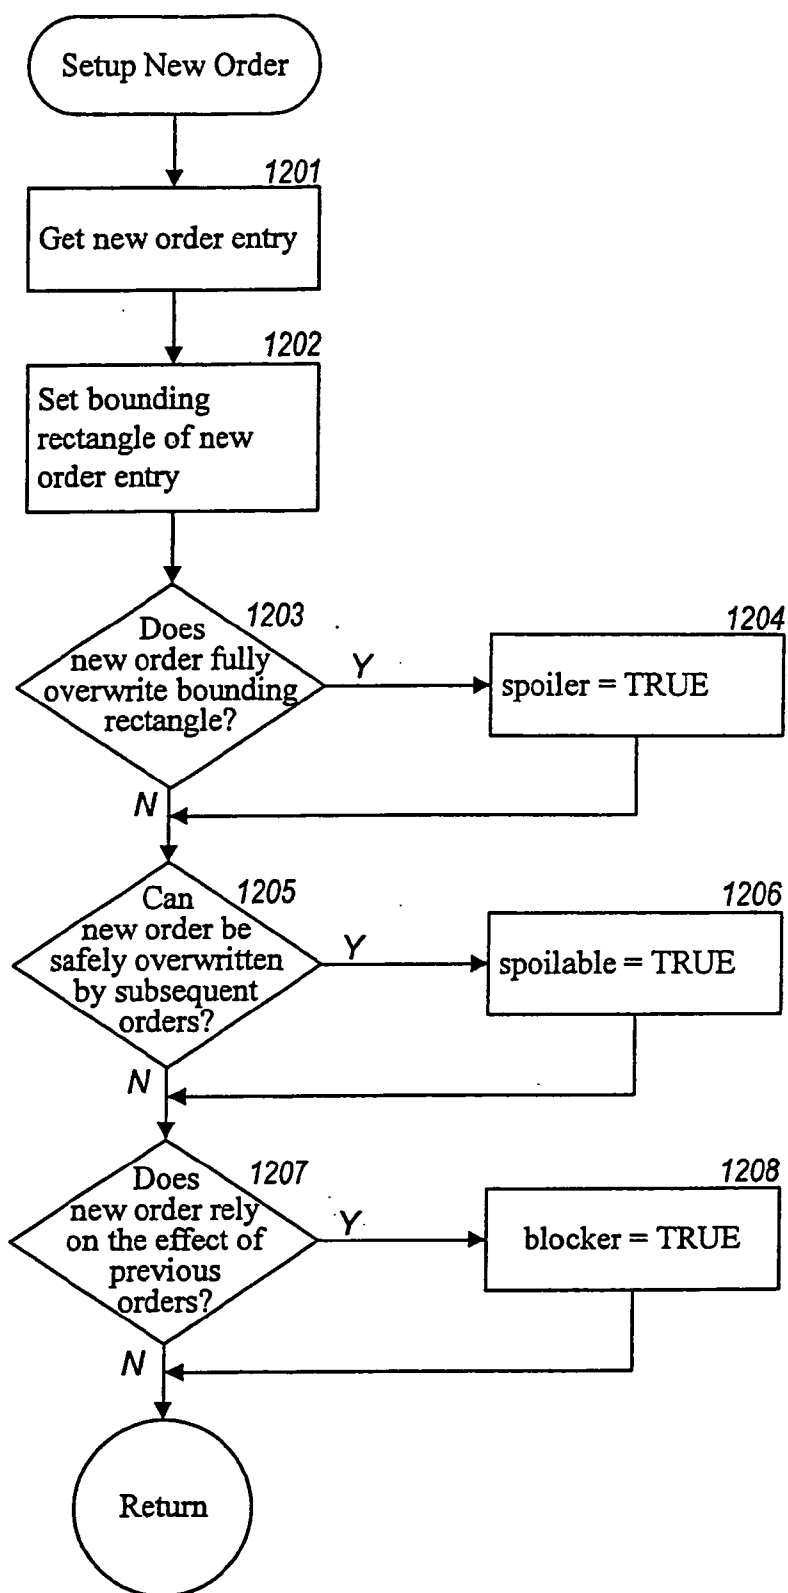 Setup New Order
1201
Get new order entry
1202
Set bounding
rectangle of new
order entry
1203
Does
new order fully
overwrite bounding
rectangle?
Y
1204
spoiler = TRUE
N
1205
Can
new order be
safely overwritten
by subsequent
orders?
Y
1206
spoilable = TRUE
N
1207
Does
new order rely
on the effect of
previous
orders?
Y
1208
blocker = TRUE
N
Return